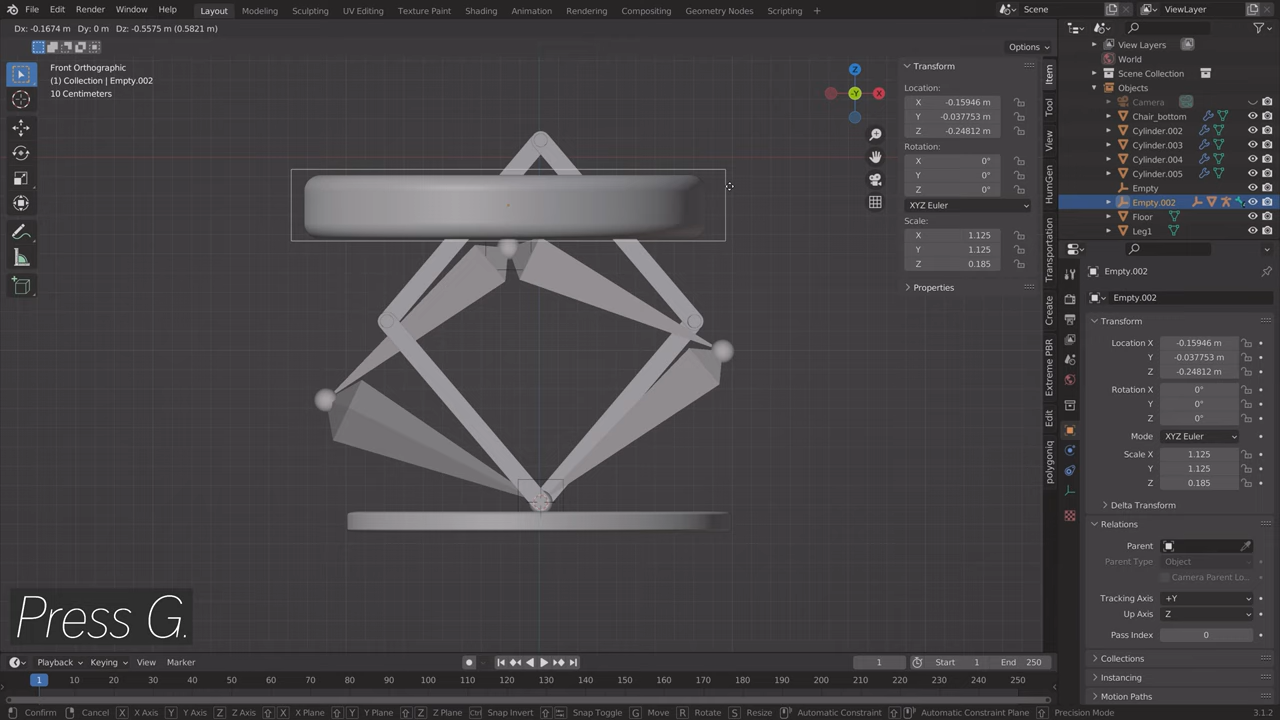 File Edit Render Window Help Layout Modeling Sculpting UV Editing Texture Paint Shading Animation Rendering Compositing Geometry Nodes Scripting + Scene ViewLayer
Dx: -0.1674 m Dy: 0 m Dz: -0.5575 m (0.5821 m)
Options
Front Orthographic
(1) Collection | Empty.002
10 Centimeters
Z
X
-Y
Transform
Location:
X -0.15946 m
Y -0.037753 m
Z -0.24812 m
Rotation:
X 0°
Y 0°
Z 0°
XYZ Euler
Scale:
X 1.125
Y 1.125
Z 0.185
Properties
Item
Tool
View
HumGen
Transportation
Create
Extreme PBR
Edit
polygoniq
View Layers
World
Scene Collection
Objects
Camera
Chair_bottom
Cylinder.002
Cylinder.003
Cylinder.004
Cylinder.005
Empty
Empty.002
Floor
Leg1
Empty.002
Empty.002
Transform
Location X -0.15946 m
Y -0.037753 m
Z -0.24812 m
Rotation X 0°
Y 0°
Z 0°
Mode XYZ Euler
Scale X 1.125
Y 1.125
Z 0.185
Delta Transform
Relations
Parent
Parent Type Object
Camera Parent Lo...
Tracking Axis +Y
Up Axis Z
Pass Index 0
Collections
Instancing
Motion Paths
Press G.
Playback Keying View Marker 1 Start 1 End 250
1 10 20 30 40 50 60 70 80 90 100 110 120 130 140 150 160 170 180 190 200 210 220 230 240 250
Confirm Cancel X X Axis Y Y Axis Z Z Axis X X Plane Y Y Plane Z Z Plane Snap Invert Snap Toggle G Move R Rotate S Resize Automatic Constraint Automatic Constraint Plane Precision Mode 3.1.2